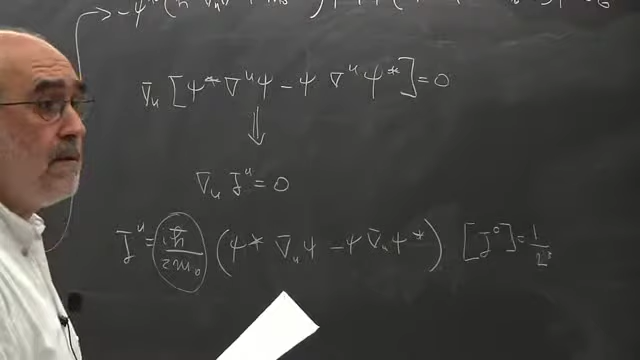 ∇_μ [ψ* ∇^μ ψ − ψ ∇^μ ψ*] = 0
⇓
∇_μ J^μ = 0
J^μ = iħ/2m₀ (ψ* ∇_μ ψ − ψ ∇_μ ψ*) [J⁰] = 1/L³